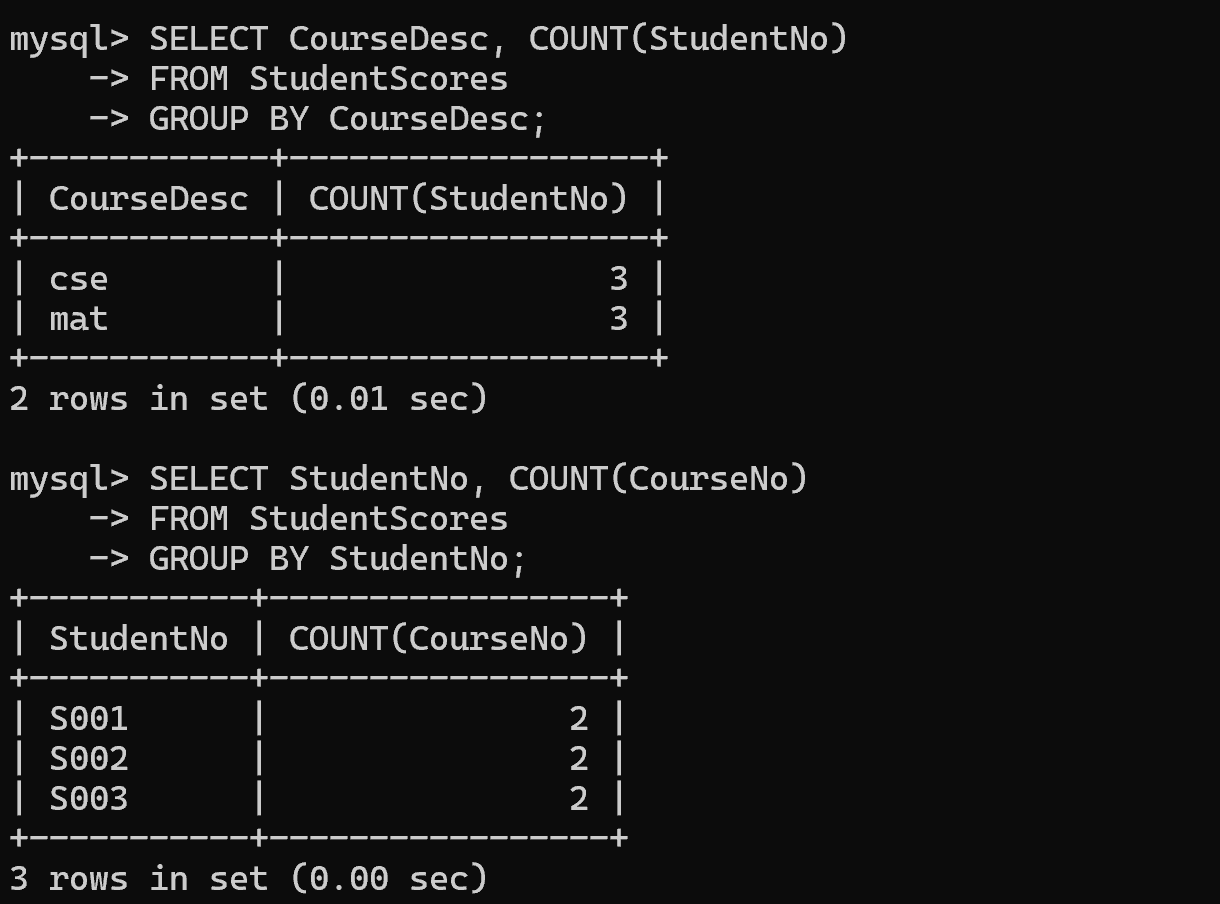 mysql> SELECT CourseDesc, COUNT(StudentNo)
    -> FROM StudentScores
    -> GROUP BY CourseDesc;
+------------+------------------+
| CourseDesc | COUNT(StudentNo) |
+------------+------------------+
| cse        |                3 |
| mat        |                3 |
+------------+------------------+
2 rows in set (0.01 sec)

mysql> SELECT StudentNo, COUNT(CourseNo)
    -> FROM StudentScores
    -> GROUP BY StudentNo;
+-----------+-----------------+
| StudentNo | COUNT(CourseNo) |
+-----------+-----------------+
| S001      |               2 |
| S002      |               2 |
| S003      |               2 |
+-----------+-----------------+
3 rows in set (0.00 sec)